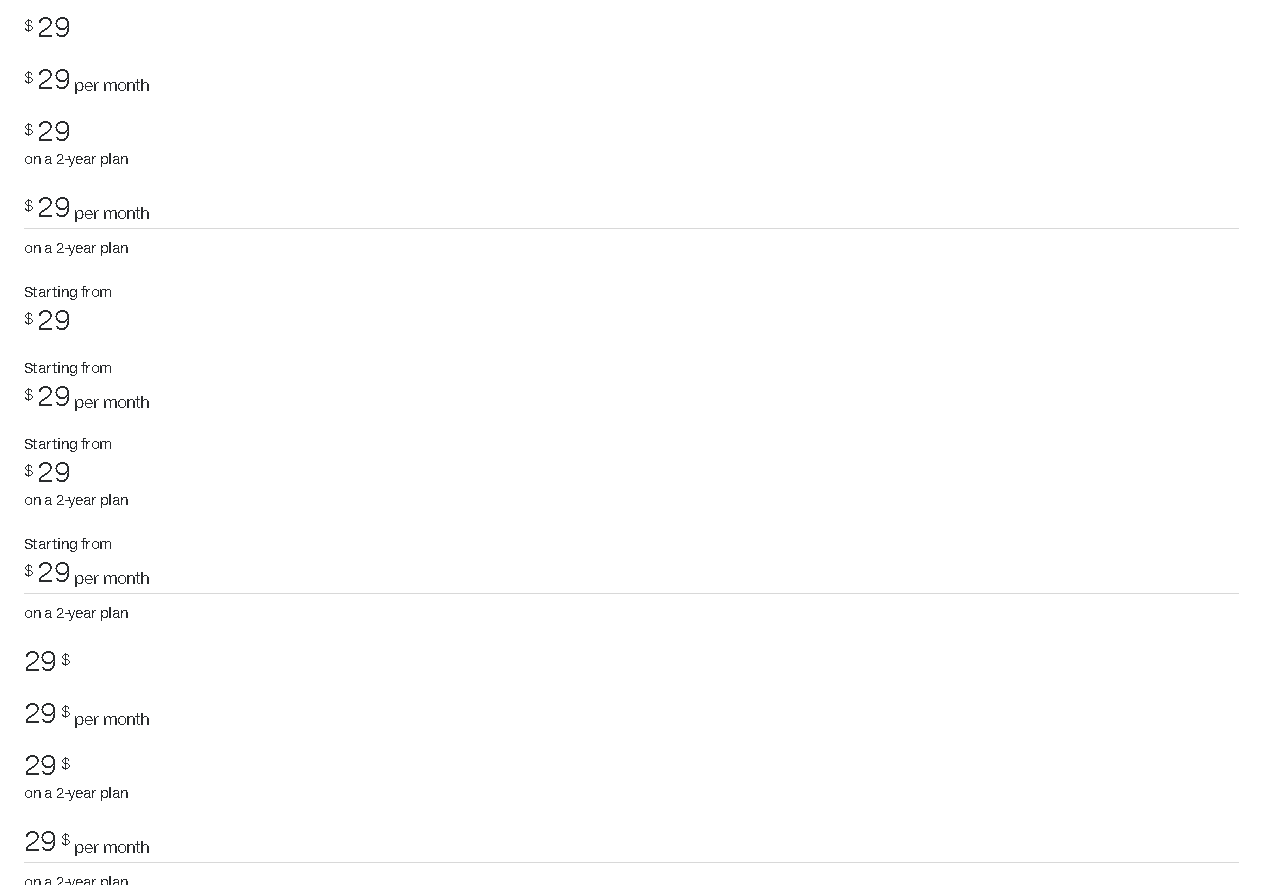 $ 29
$ 29 per month
$ 29
on a 2-year plan
$ 29 per month
on a 2-year plan
Starting from
$ 29
Starting from
$ 29 per month
Starting from
$ 29
on a 2-year plan
Starting from
$ 29 per month
on a 2-year plan
29 $
29 $ per month
29 $
on a 2-year plan
29 $ per month
on a 2-year plan